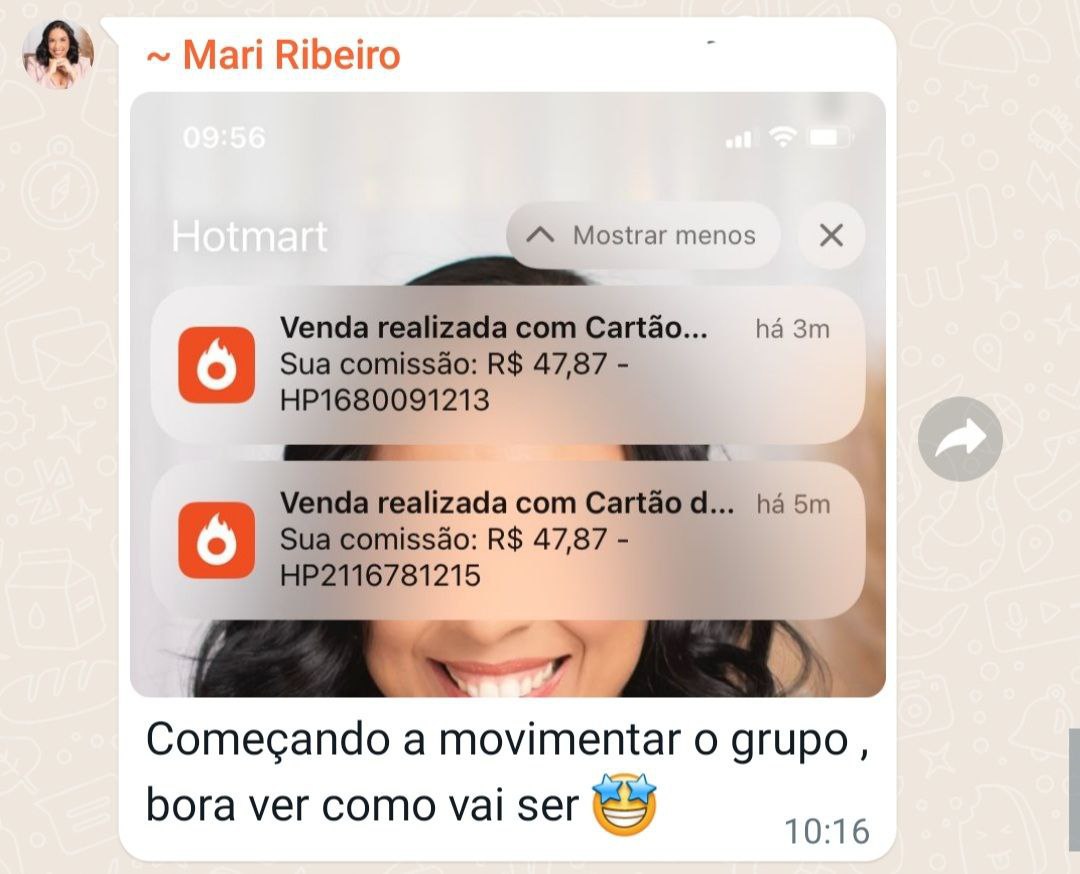 ~ Mari Ribeiro
09:56
Hotmart
Mostrar menos
Venda realizada com Cartão... há 3m
Sua comissão: R$ 47,87 -
HP1680091213
Venda realizada com Cartão d... há 5m
Sua comissão: R$ 47,87 -
HP2116781215
Começando a movimentar o grupo ,
bora ver como vai ser 🤩
10:16